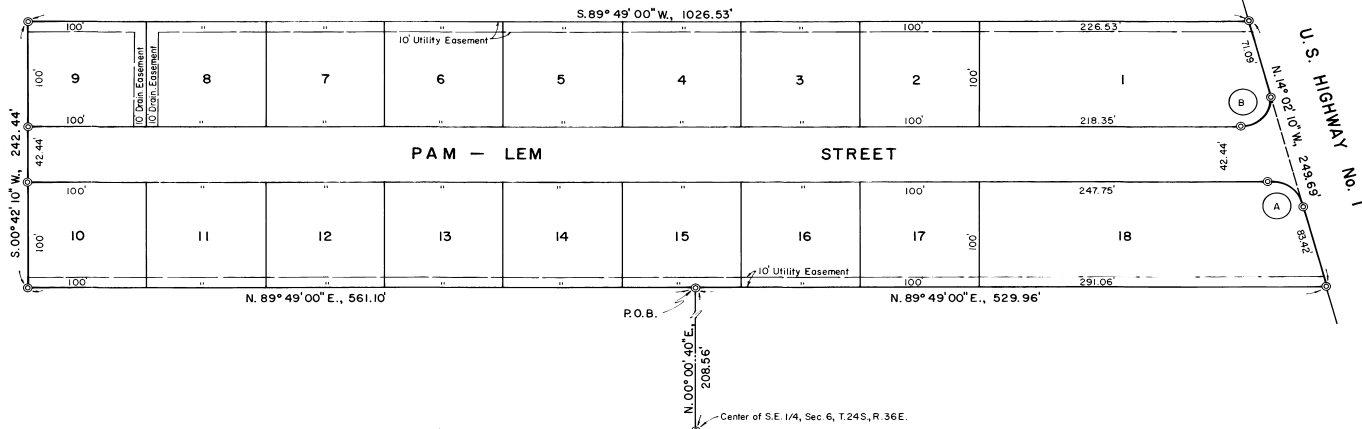 S. 89° 49' 00" W., 1026.53'
100' " " " " " " 100' 226.53'
10' Utility Easement
71.09'
U. S. HIGHWAY No. 1
N. 14° 02' 10" W., 249.69'
S. 00° 42' 10" W., 242.44'
100'
9 8 7 6 5 4 3 2 1
10' Drain. Easement
10' Drain. Easement
100'
B
100' " " " " " " 100' 218.35'
42.44'
PAM – LEM STREET
42.44'
100' " " " " " " 100' 247.75'
A
100'
10 11 12 13 14 15 16 17 18
100'
83.42'
10' Utility Easement
100' " " " " " " 100' 291.06'
N. 89° 49' 00" E., 561.10'
N. 89° 49' 00" E., 529.96'
P.O.B.
N. 00° 00' 40" E.,
208.56'
Center of S.E. 1/4, Sec. 6, T. 24 S., R. 36 E.